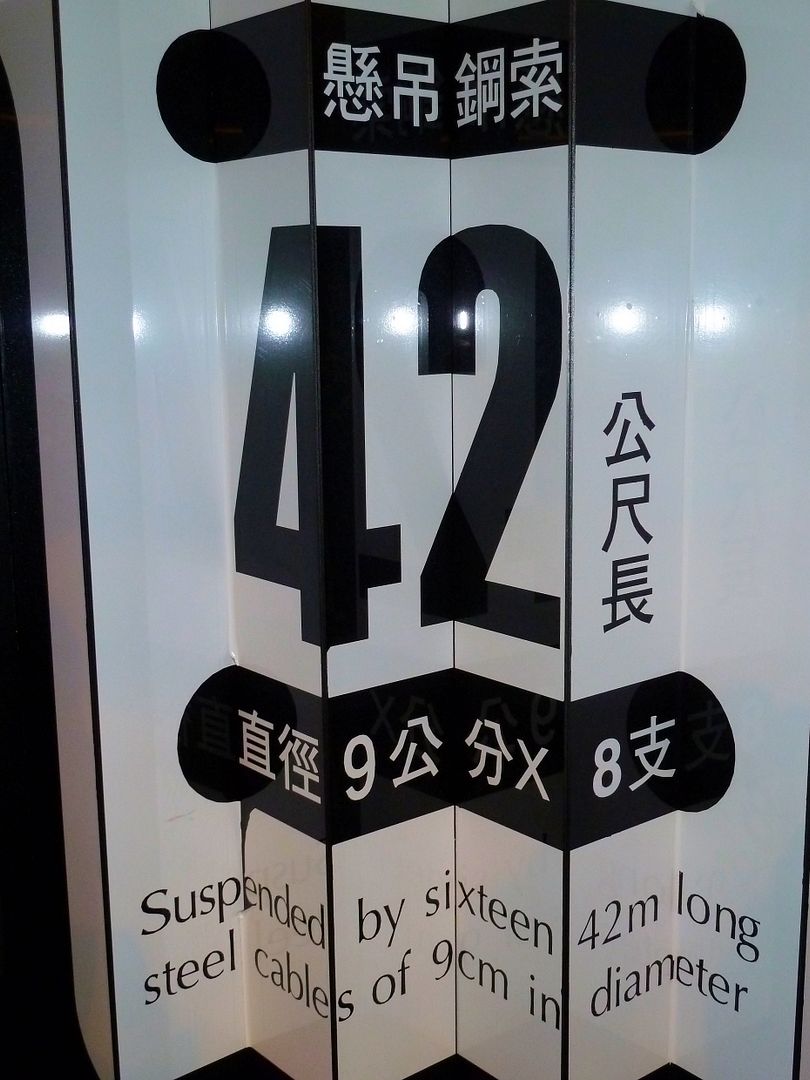 懸吊鋼索
42
公尺長
直徑9公分X8支
Suspended by sixteen 42m long
steel cables of 9cm in diameter